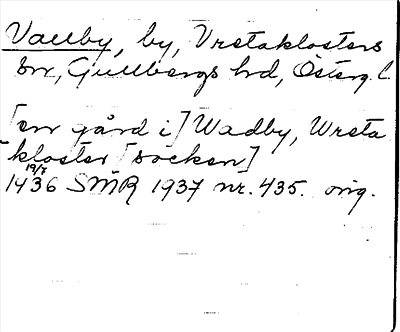 Vallby, by, Vretaklosters
sn, Gullbergs hd, Österg. l.
[en gård i] Wadby, Wreta
kloster [socken]
19/7
1436 SMR 1937 nr. 435. orig.